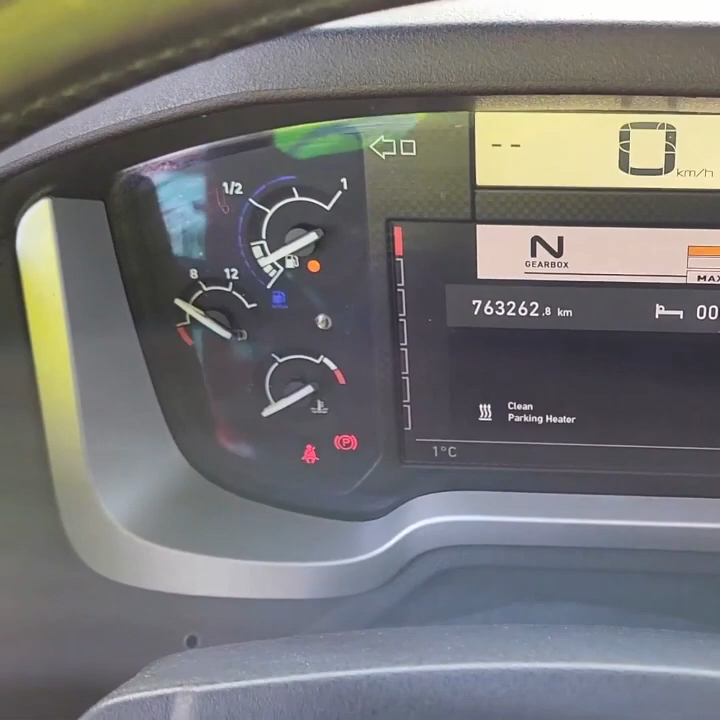 1/2
1
8 12
--
0
km/h
N
GEARBOX
MAX
763262.8 km
00
Clean
Parking Heater
1°C
(P)